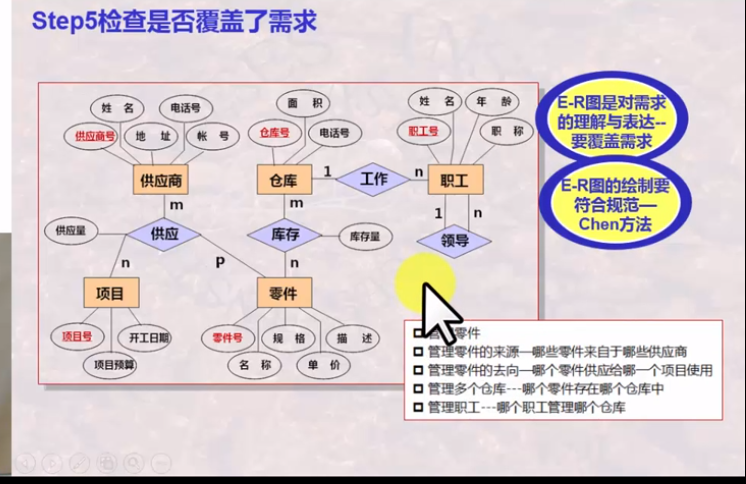 Step5检查是否覆盖了需求
姓 名
电话号
供应商号
地 址
帐 号
面 积
仓库号
电话号
姓 名
年 龄
职工号
职 称
供应商
仓库
1
工作
n
职工
m
m
1
n
供应量
供应
库存
库存量
领导
n
p
n
项目
零件
项目号
开工日期
项目预算
零件号
规 格
描 述
名 称
单 价
E-R图是对需求
的理解与表达--
要覆盖需求
E-R图的绘制要
符合规范—
Chen方法
零件
管理零件的来源—哪些零件来自于哪些供应商
管理零件的去向—哪个零件供应给哪一个项目使用
管理多个仓库---哪个零件存在哪个仓库中
管理职工---哪个职工管理哪个仓库